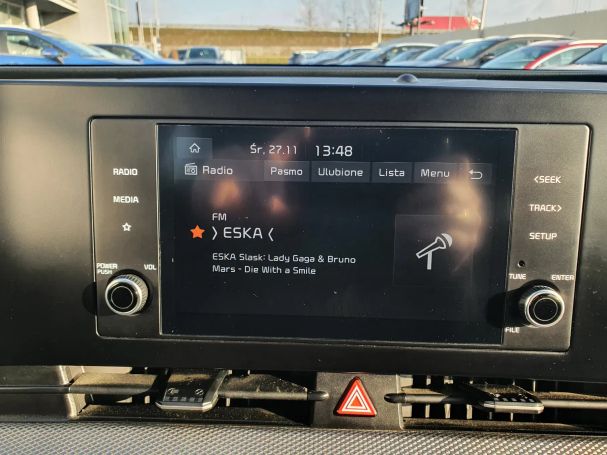 Śr, 27.11 13:48
Radio Pasmo Ulubione Lista Menu
FM
ESKA
ESKA Slask: Lady Gaga & Bruno
Mars - Die With a Smile
RADIO
MEDIA
POWER
PUSH
VOL
<SEEK
TRACK>
SETUP
TUNE
ENTER
FILE